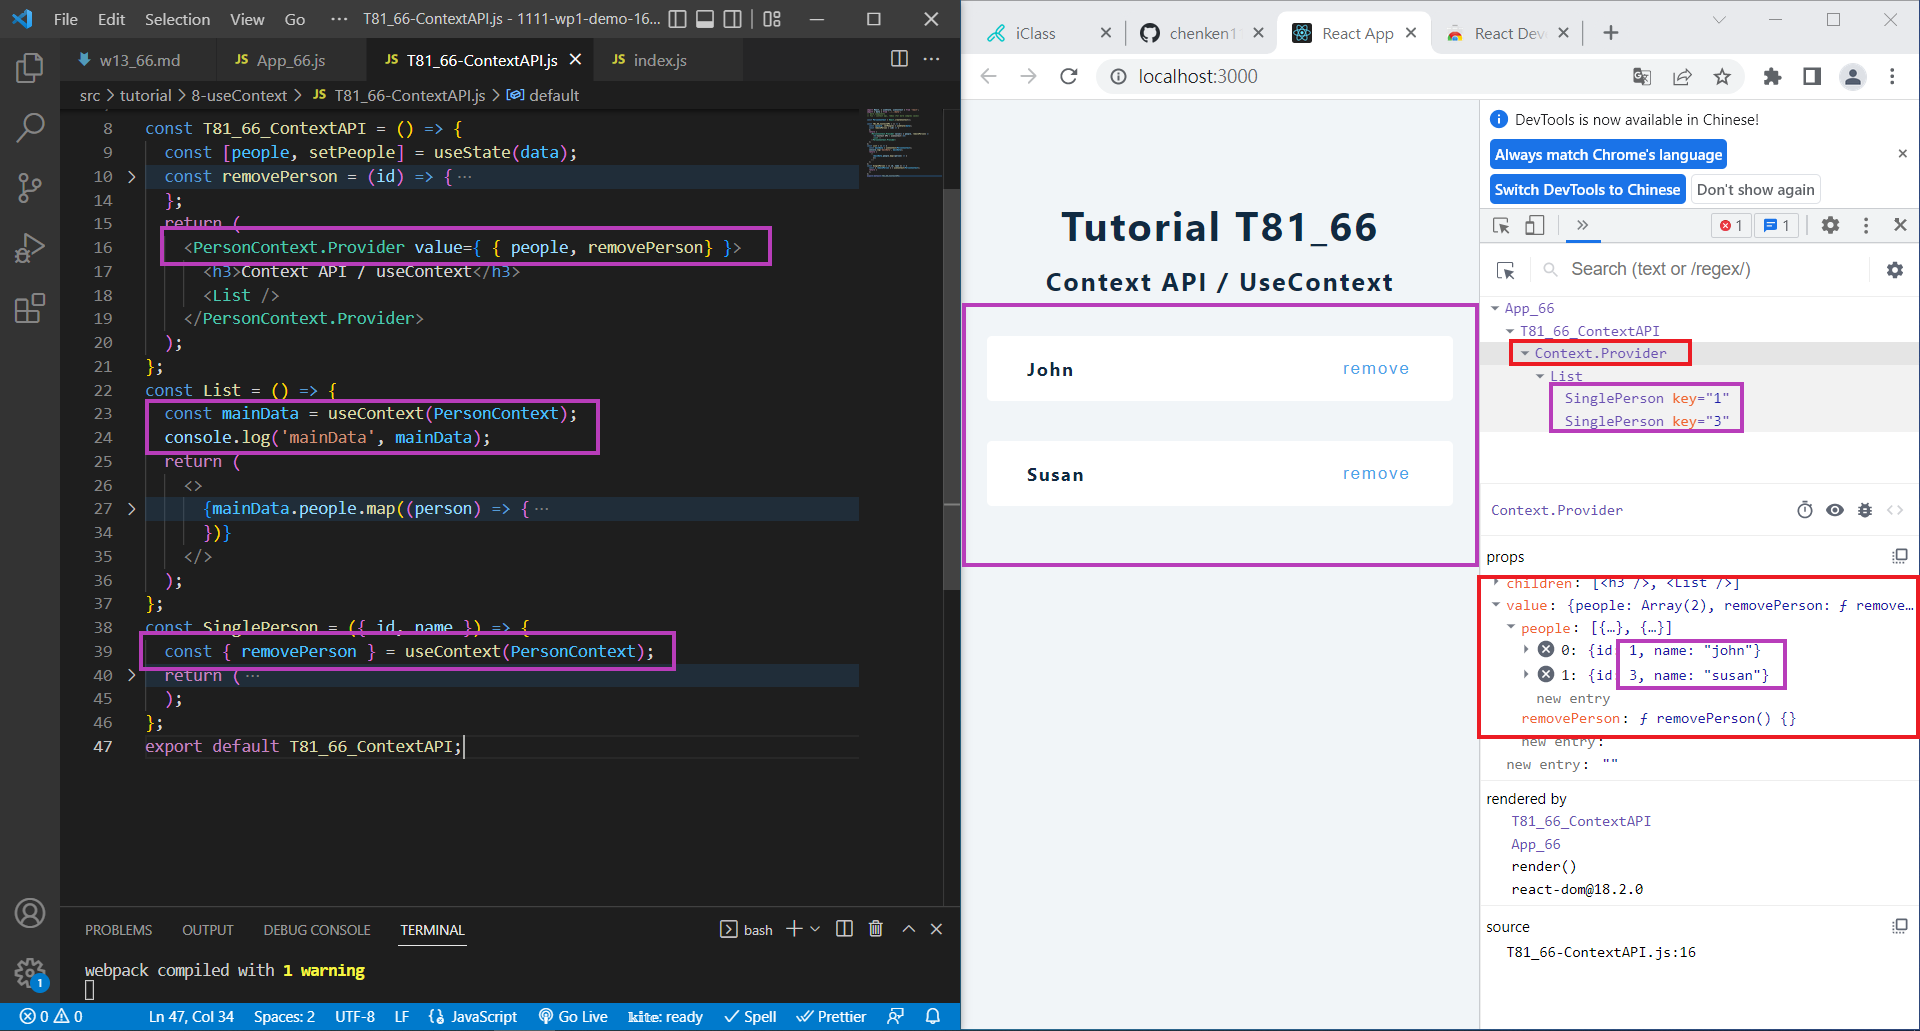 File Edit Selection View Go ··· T81_66-ContextAPI.js - 1111-wp1-demo-16...
w13_66.md JS App_66.js JS T81_66-ContextAPI.js JS index.js
src > tutorial > 8-useContext > JS T81_66-ContextAPI.js > default
8 const T81_66_ContextAPI = () => {
9 const [people, setPeople] = useState(data);
10 const removePerson = (id) => { ···
14 };
15 return (
16 <PersonContext.Provider value={ { people, removePerson} }>
17 <h3>Context API / useContext</h3>
18 <List />
19 </PersonContext.Provider>
20 );
21 };
22 const List = () => {
23 const mainData = useContext(PersonContext);
24 console.log('mainData', mainData);
25 return (
26 <>
27 {mainData.people.map((person) => { ···
34 })}
35 </>
36 );
37 };
38 const SinglePerson = ({ id, name }) => {
39 const { removePerson } = useContext(PersonContext);
40 return ( ···
45 );
46 };
47 export default T81_66_ContextAPI;
PROBLEMS OUTPUT DEBUG CONSOLE TERMINAL bash
webpack compiled with 1 warning
1
0 0 Ln 47, Col 34 Spaces: 2 UTF-8 LF JavaScript Go Live kite: ready Spell Prettier
iClass chenken1 React App React Dev
localhost:3000
Tutorial T81_66
Context API / UseContext
John remove
Susan remove
DevTools is now available in Chinese!
Always match Chrome's language
Switch DevTools to Chinese Don't show again
1 1
Search (text or /regex/)
App_66
T81_66_ContextAPI
Context.Provider
List
SinglePerson key="1"
SinglePerson key="3"
Context.Provider
props
children: [<h3 />, <List />]
value: {people: Array(2), removePerson: ƒ remove…
people: [{…}, {…}]
0: {id: 1, name: "john"}
1: {id: 3, name: "susan"}
new entry
removePerson: ƒ removePerson() {}
new entry:
new entry: ""
rendered by
T81_66_ContextAPI
App_66
render()
react-dom@18.2.0
source
T81_66-ContextAPI.js:16